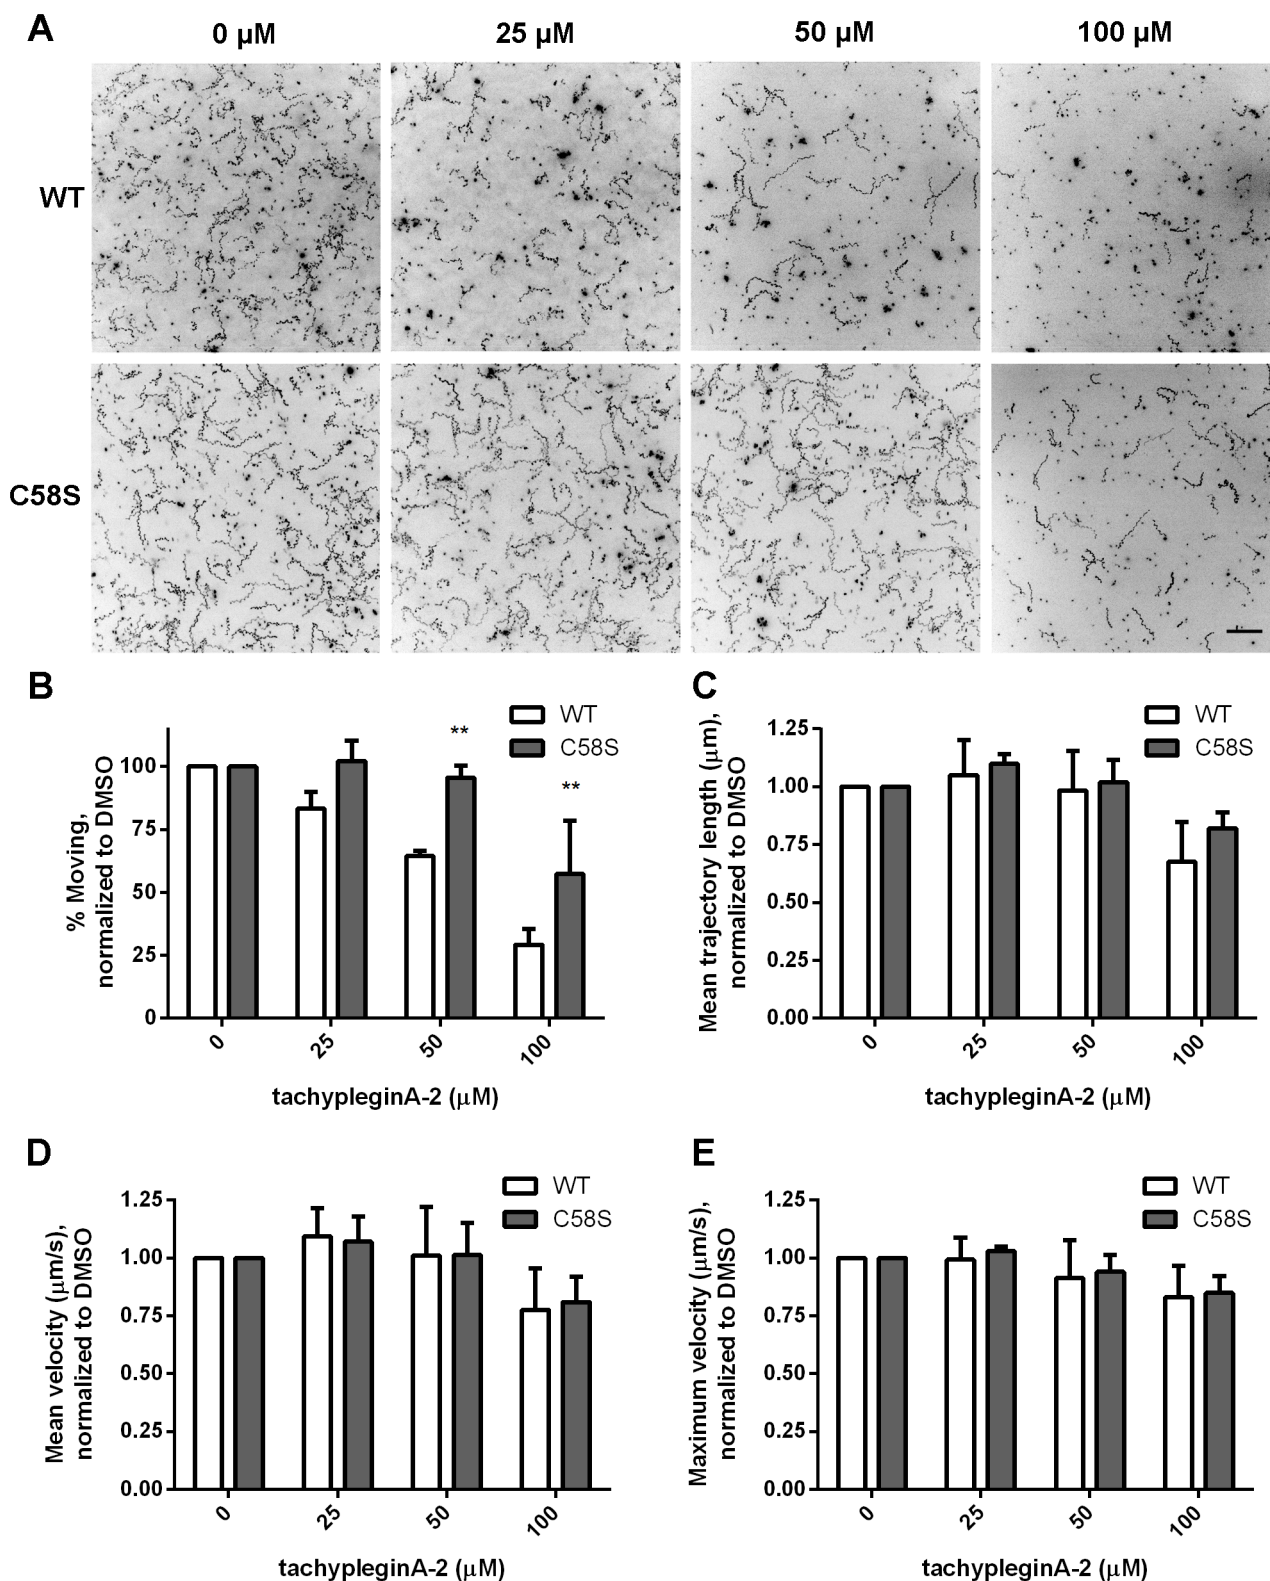 A
0 µM
25 µM
50 µM
100 µM
WT
C58S
B
% Moving,
normalized to DMSO
100
75
50
25
0
WT
C58S
**
**
0
25
50
100
tachypleginA-2 (µM)
C
Mean trajectory length (µm),
normalized to DMSO
1.25
1.00
0.75
0.50
0.25
0.00
WT
C58S
0
25
50
100
tachypleginA-2 (µM)
D
Mean velocity (µm/s),
normalized to DMSO
1.25
1.00
0.75
0.50
0.25
0.00
WT
C58S
0
25
50
100
tachypleginA-2 (µM)
E
Maximum velocity (µm/s),
normalized to DMSO
1.25
1.00
0.75
0.50
0.25
0.00
WT
C58S
0
25
50
100
tachypleginA-2 (µM)